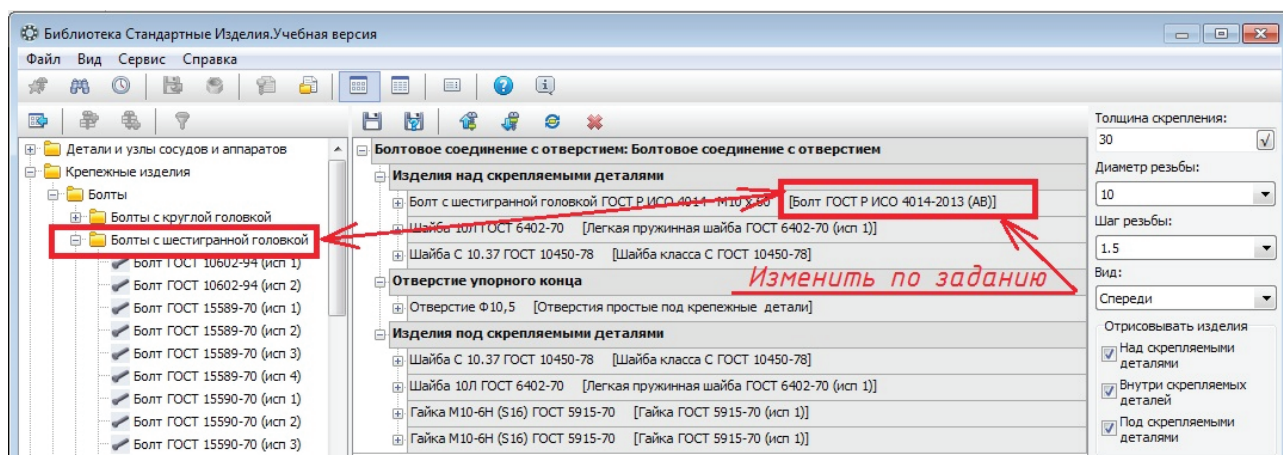 Библиотека Стандартные Изделия.Учебная версия
Файл Вид Сервис Справка
Детали и узлы сосудов и аппаратов
Крепежные изделия
Болты
Болты с круглой головкой
Болты с шестигранной головкой
Болт ГОСТ 10602-94 (исп 1)
Болт ГОСТ 10602-94 (исп 2)
Болт ГОСТ 15589-70 (исп 1)
Болт ГОСТ 15589-70 (исп 2)
Болт ГОСТ 15589-70 (исп 3)
Болт ГОСТ 15589-70 (исп 4)
Болт ГОСТ 15590-70 (исп 1)
Болт ГОСТ 15590-70 (исп 2)
Болт ГОСТ 15590-70 (исп 3)
Болтовое соединение с отверстием: Болтовое соединение с отверстием
Изделия над скрепляемыми деталями
Болт с шестигранной головкой ГОСТ Р ИСО 4014 - М10 x 60 [Болт ГОСТ Р ИСО 4014-2013 (АВ)]
Шайба 10Л ГОСТ 6402-70 [Легкая пружинная шайба ГОСТ 6402-70 (исп 1)]
Шайба С 10.37 ГОСТ 10450-78 [Шайба класса С ГОСТ 10450-78]
Отверстие упорного конца
Изменить по заданию
Отверстие Ф10,5 [Отверстия простые под крепежные детали]
Изделия под скрепляемыми деталями
Шайба С 10.37 ГОСТ 10450-78 [Шайба класса С ГОСТ 10450-78]
Шайба 10Л ГОСТ 6402-70 [Легкая пружинная шайба ГОСТ 6402-70 (исп 1)]
Гайка М10-6Н (S16) ГОСТ 5915-70 [Гайка ГОСТ 5915-70 (исп 1)]
Гайка М10-6Н (S16) ГОСТ 5915-70 [Гайка ГОСТ 5915-70 (исп 1)]
Толщина скрепления:
30
Диаметр резьбы:
10
Шаг резьбы:
1.5
Вид:
Спереди
Отрисовывать изделия
Над скрепляемыми
деталями
Внутри скрепляемых
деталей
Под скрепляемыми
деталями